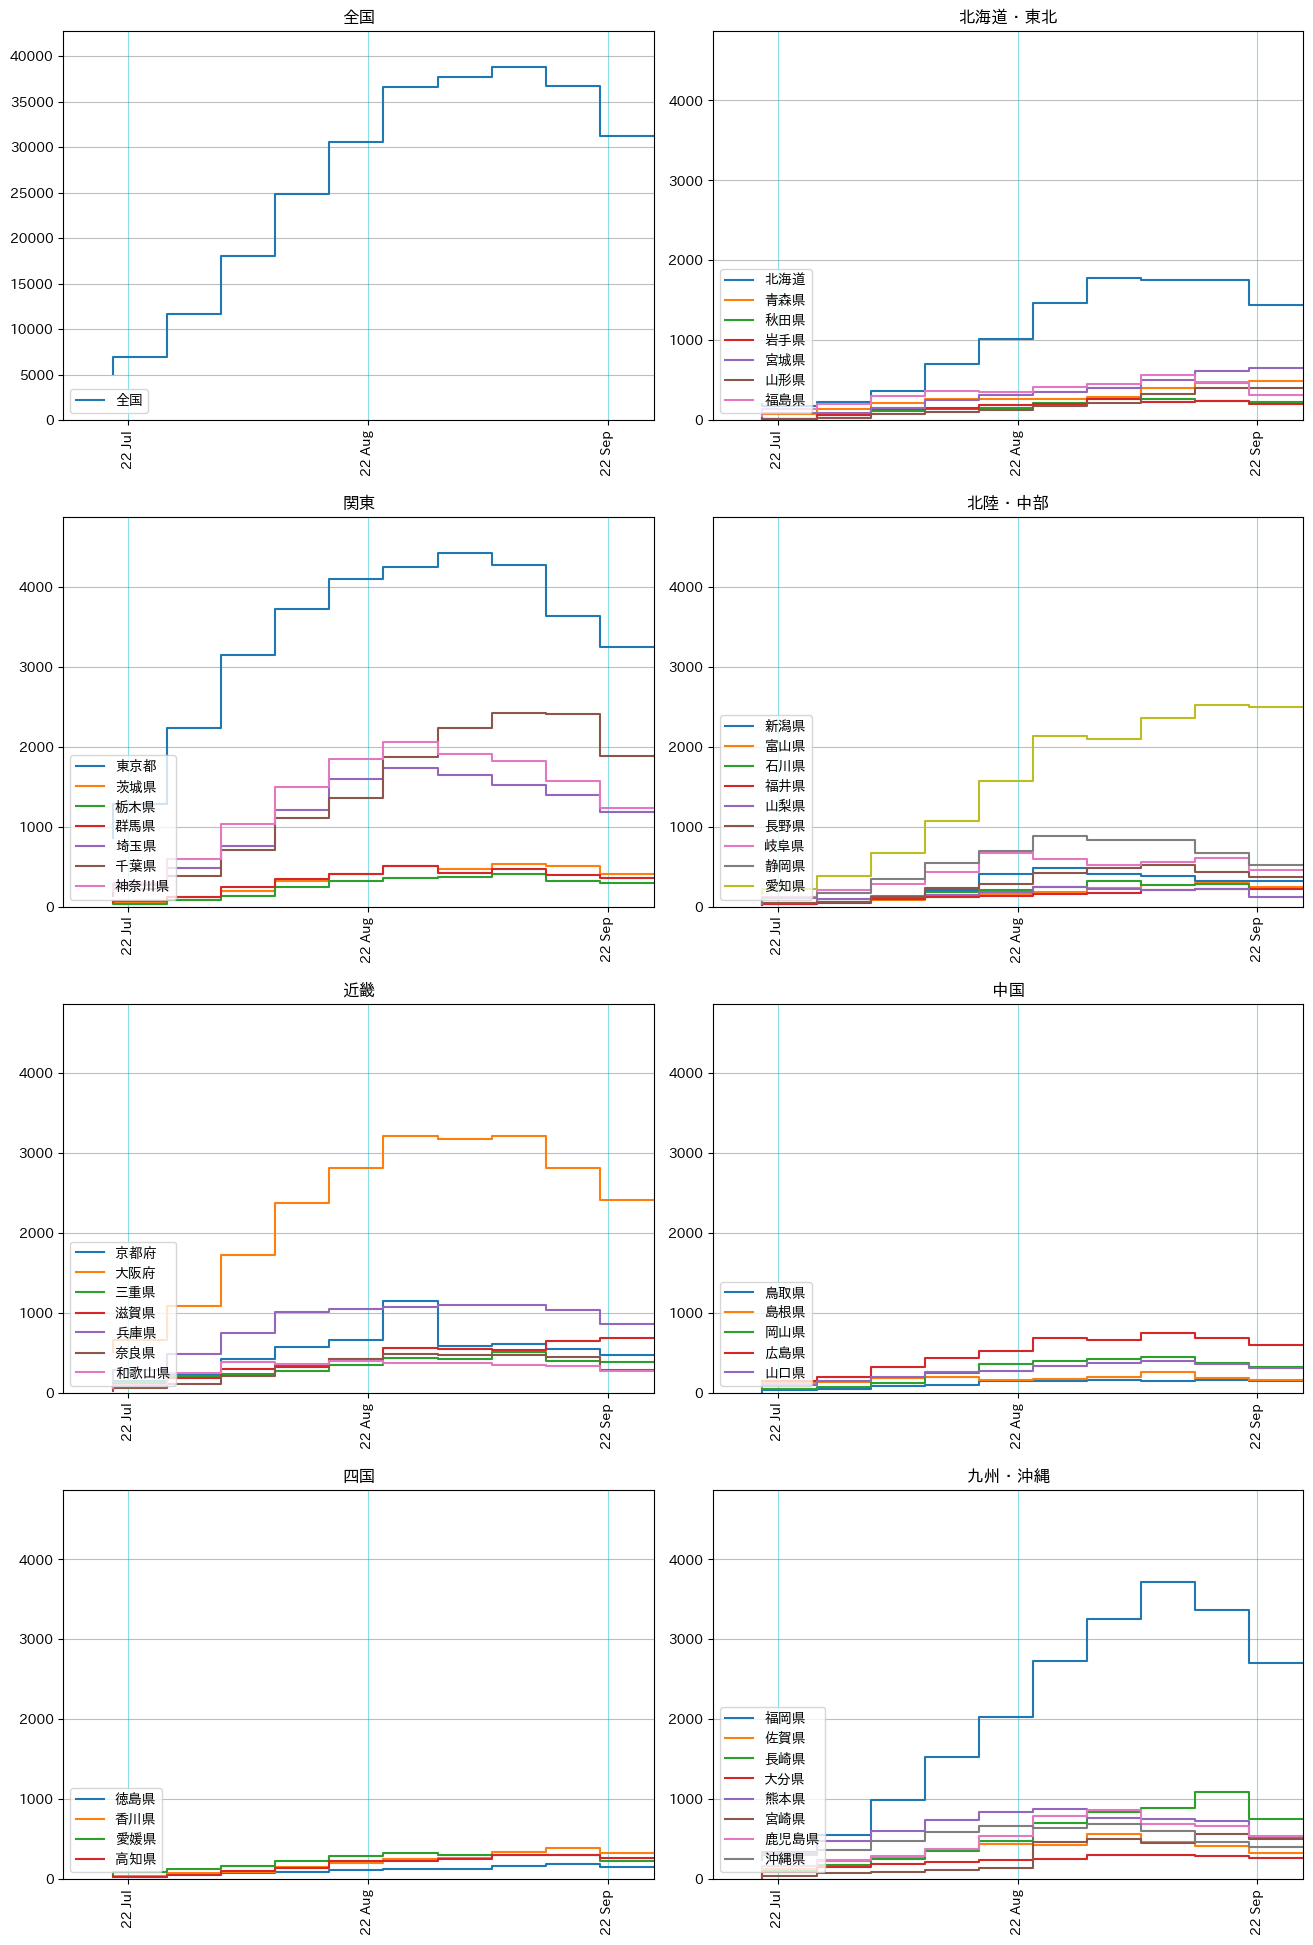 全国
40000
35000
30000
25000
20000
15000
10000
5000
0
全国
22 Jul
22 Aug
22 Sep
北海道・東北
4000
3000
2000
1000
0
北海道
青森県
秋田県
岩手県
宮城県
山形県
福島県
22 Jul
22 Aug
22 Sep
関東
4000
3000
2000
1000
0
東京都
茨城県
栃木県
群馬県
埼玉県
千葉県
神奈川県
22 Jul
22 Aug
22 Sep
北陸・中部
4000
3000
2000
1000
0
新潟県
富山県
石川県
福井県
山梨県
長野県
岐阜県
静岡県
愛知県
22 Jul
22 Aug
22 Sep
近畿
4000
3000
2000
1000
0
京都府
大阪府
三重県
滋賀県
兵庫県
奈良県
和歌山県
22 Jul
22 Aug
22 Sep
中国
4000
3000
2000
1000
0
鳥取県
島根県
岡山県
広島県
山口県
22 Jul
22 Aug
22 Sep
四国
4000
3000
2000
1000
0
徳島県
香川県
愛媛県
高知県
22 Jul
22 Aug
22 Sep
九州・沖縄
4000
3000
2000
1000
0
福岡県
佐賀県
長崎県
大分県
熊本県
宮崎県
鹿児島県
沖縄県
22 Jul
22 Aug
22 Sep